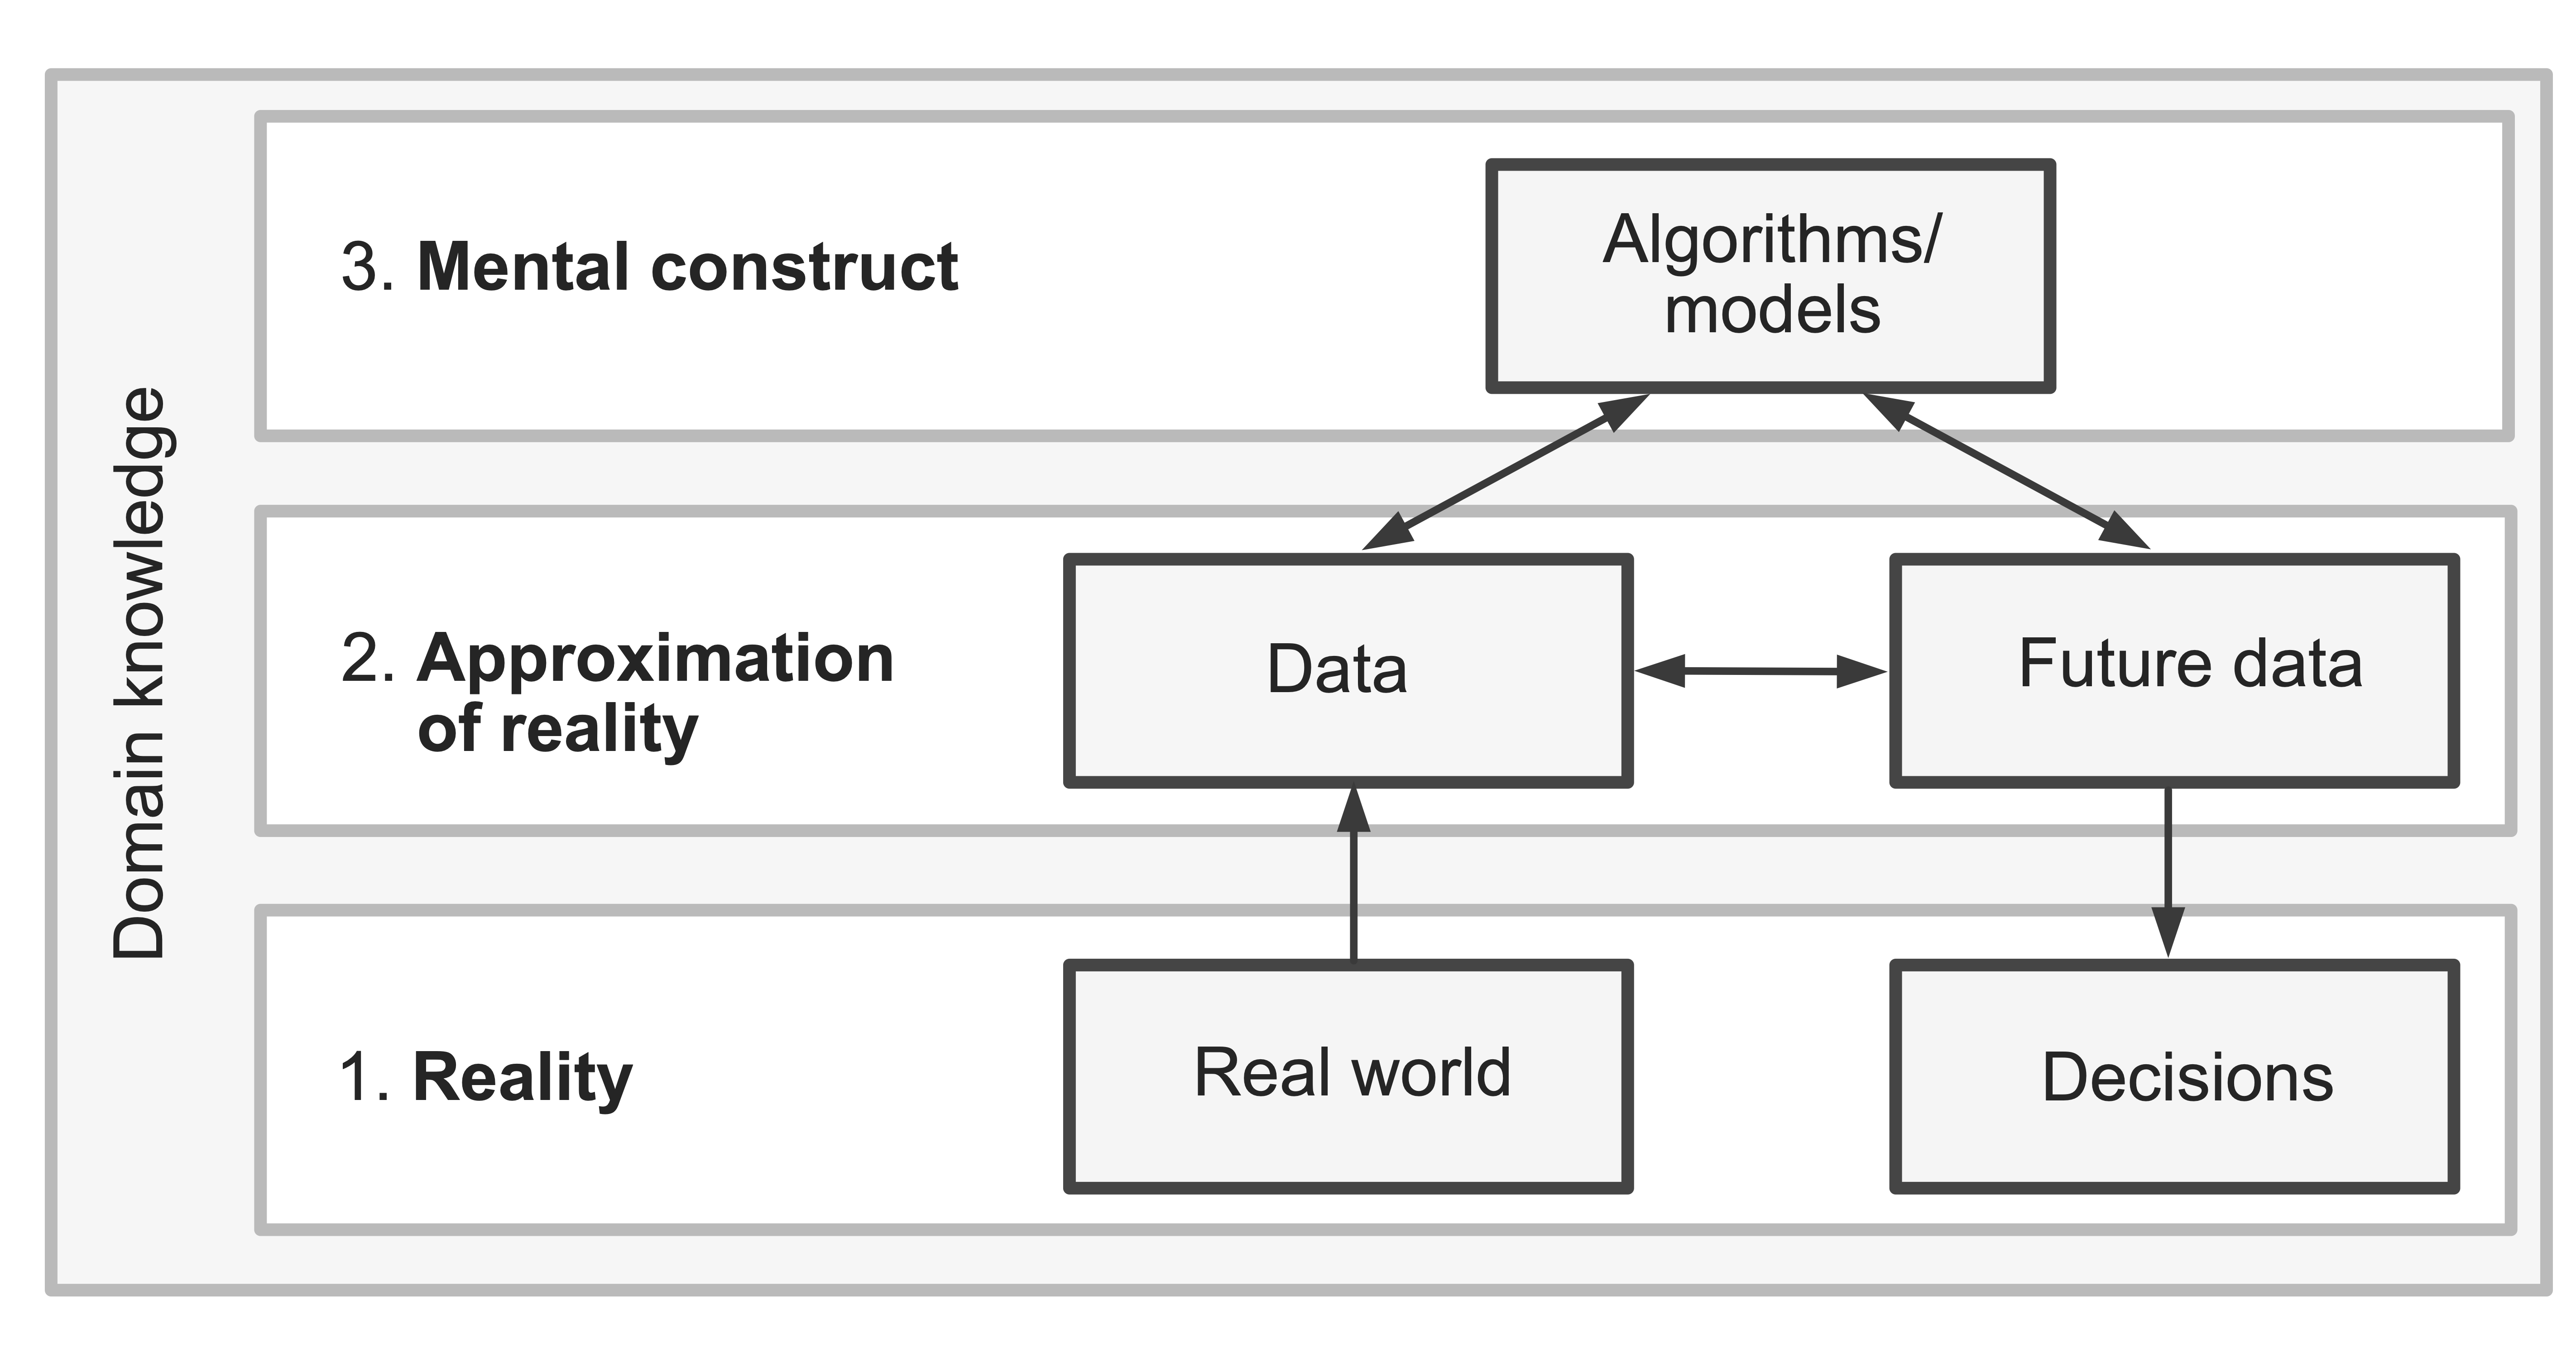 Domain knowledge
3. Mental construct
Algorithms/
models
2. Approximation
of reality
Data
Future data
1. Reality
Real world
Decisions